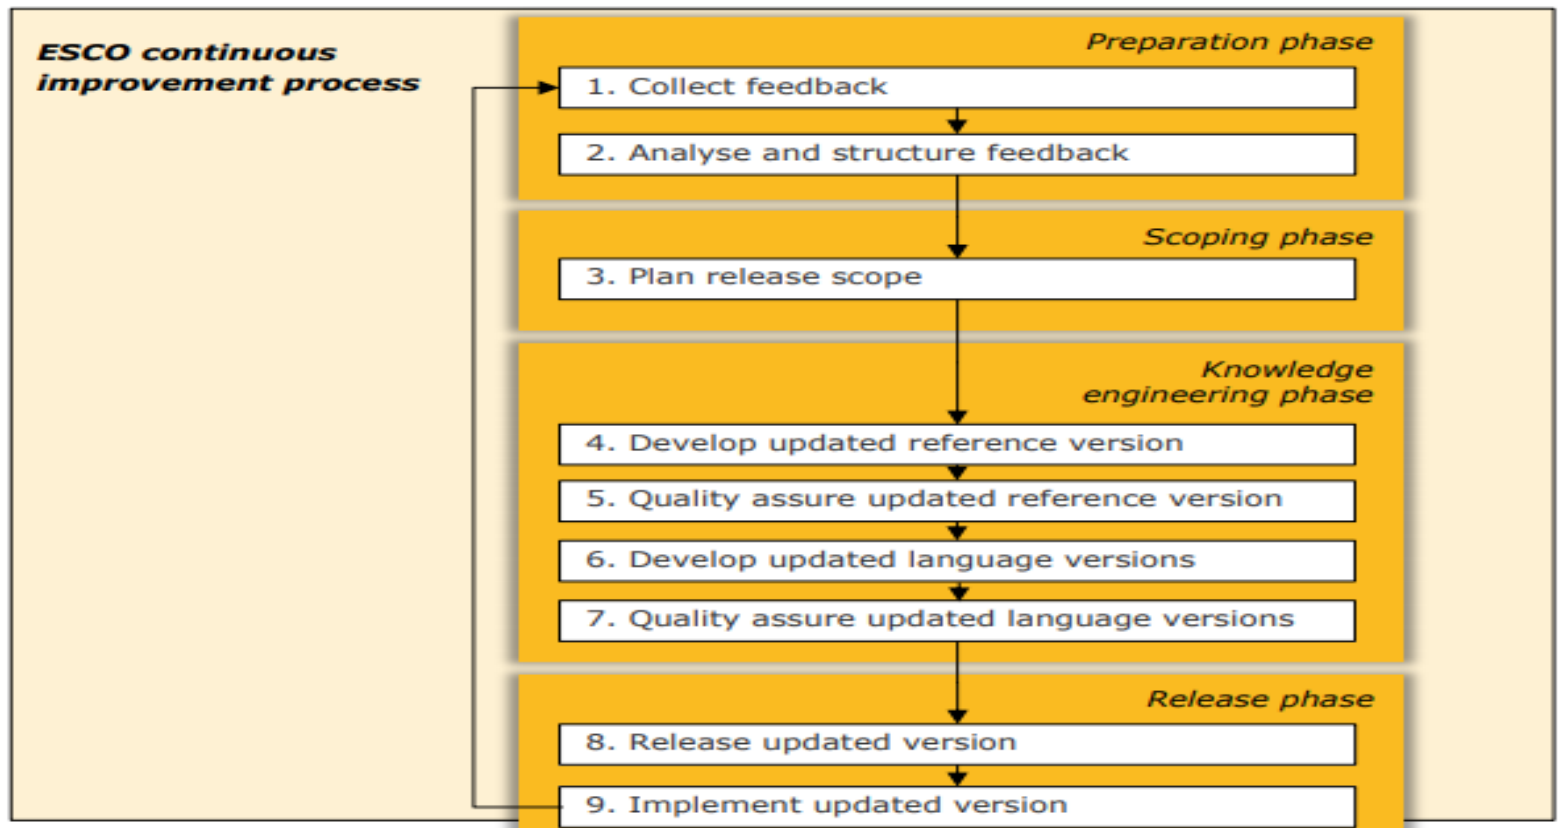 ESCO continuous
improvement process
Preparation phase
1. Collect feedback
2. Analyse and structure feedback
Scoping phase
3. Plan release scope
Knowledge
engineering phase
4. Develop updated reference version
5. Quality assure updated reference version
6. Develop updated language versions
7. Quality assure updated language versions
Release phase
8. Release updated version
9. Implement updated version